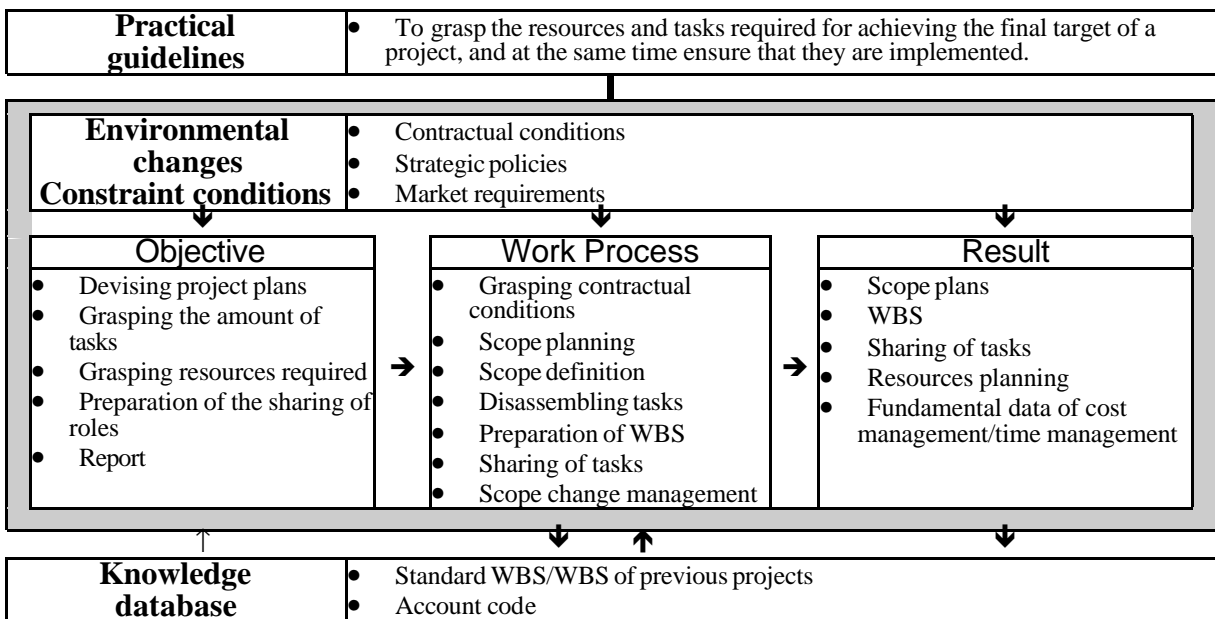 Practical
guidelines
● To grasp the resources and tasks required for achieving the final target of a
project, and at the same time ensure that they are implemented.
Environmental
changes
Constraint conditions
● Contractual conditions
● Strategic policies
● Market requirements
Objective
● Devising project plans
● Grasping the amount of
tasks
● Grasping resources required
● Preparation of the sharing of
roles
● Report
Work Process
● Grasping contractual
conditions
● Scope planning
● Scope definition
● Disassembling tasks
● Preparation of WBS
● Sharing of tasks
● Scope change management
Result
● Scope plans
● WBS
● Sharing of tasks
● Resources planning
● Fundamental data of cost
management/time management
Knowledge
database
● Standard WBS/WBS of previous projects
● Account code